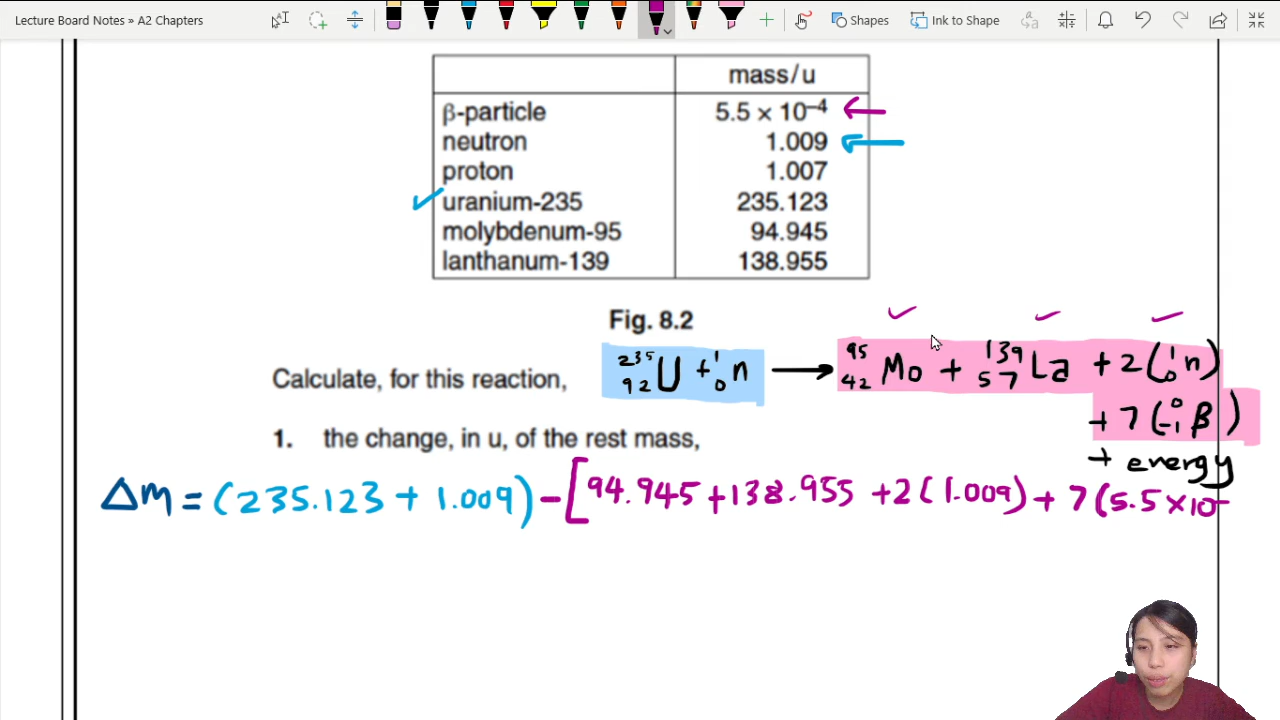 Lecture Board Notes » A2 Chapters
Shapes
Ink to Shape
mass/u
β-particle 5.5 × 10⁻⁴
neutron 1.009
proton 1.007
uranium-235 235.123
molybdenum-95 94.945
lanthanum-139 138.955
Fig. 8.2
Calculate, for this reaction, ²³⁵₉₂U + ¹₀n → ⁹⁵₄₂Mo + ¹³⁹₅₇La + 2(¹₀n)
+ 7(⁰₋₁β)
+ energy
1. the change, in u, of the rest mass,
Δm = (235.123 + 1.009) – [94.945 + 138.955 + 2(1.009) + 7(5.5 × 10⁻